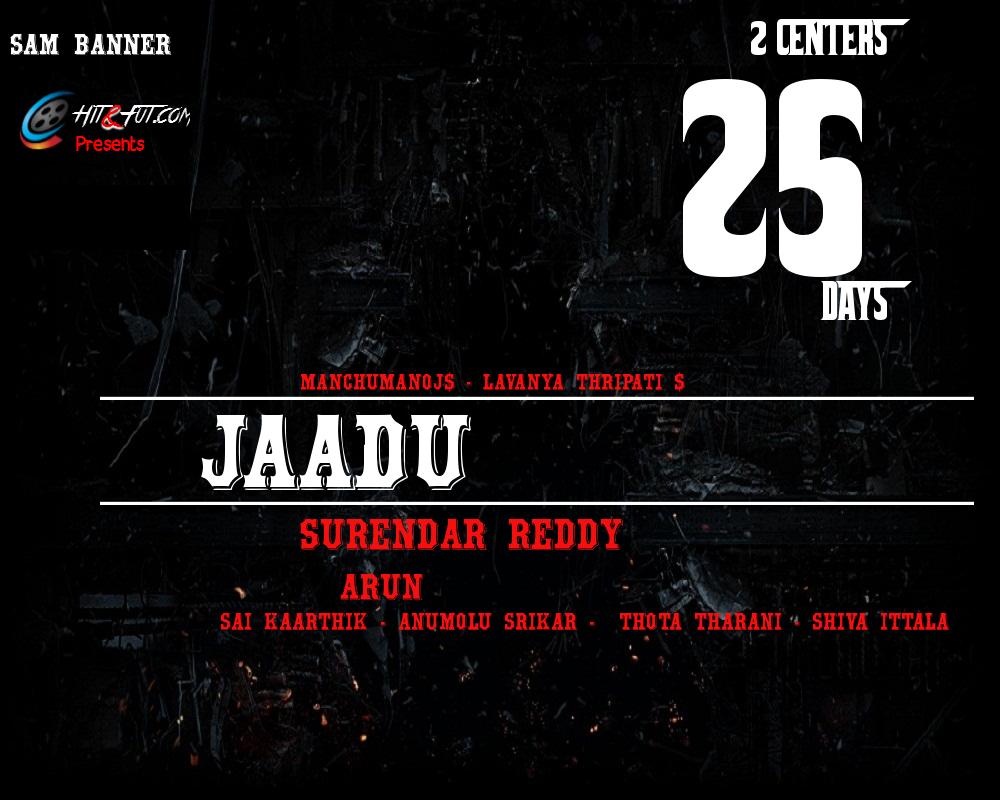 SAM BANNER
HIT&FUT.COM
Presents
2 CENTERS
25
DAYS
MANCHUMANOJ$ - LAVANYA THRIPATI $
JAADU
SURENDAR REDDY
ARUN
SAI KAARTHIK - ANUMOLU SRIKAR - THOTA THARANI - SHIVA ITTALA